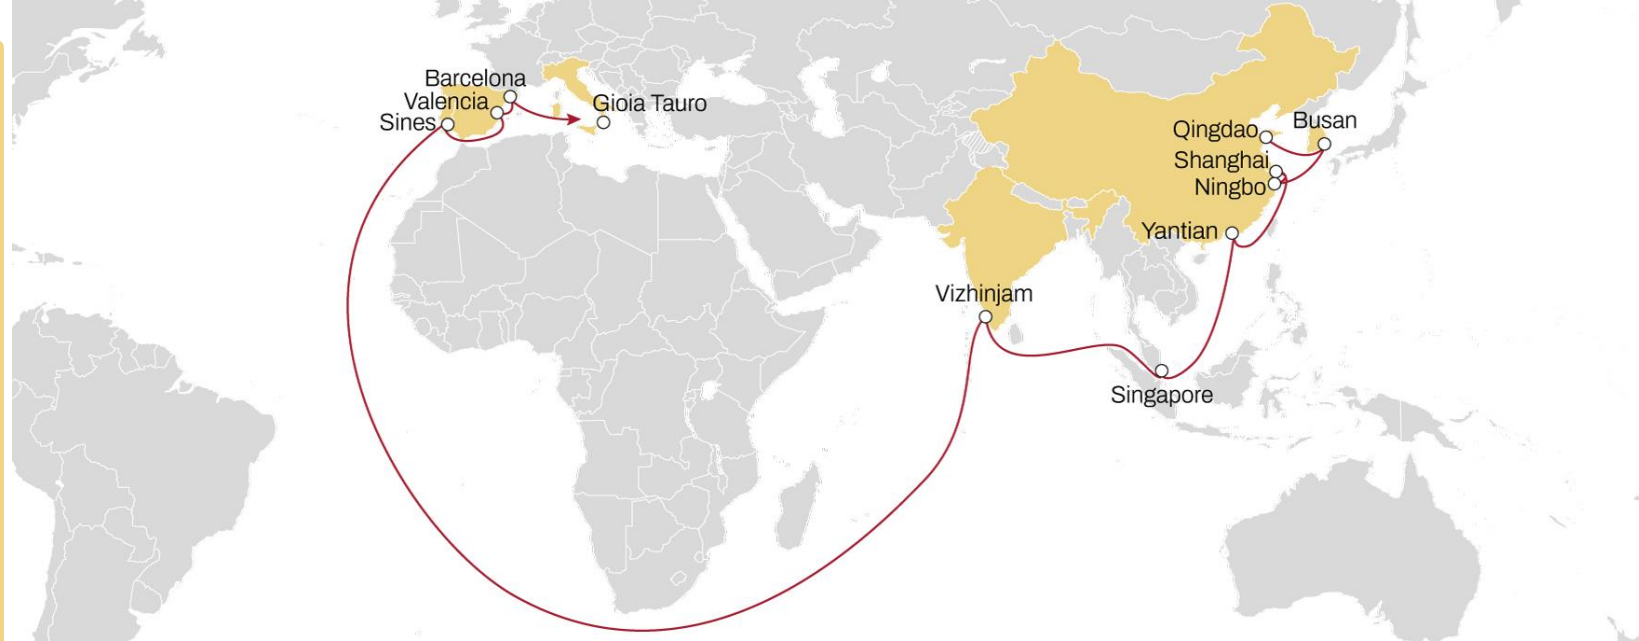 Barcelona
Valencia
Sines
Gioia Tauro
Qingdao
Busan
Shanghai
Ningbo
Yantian
Vizhinjam
Singapore